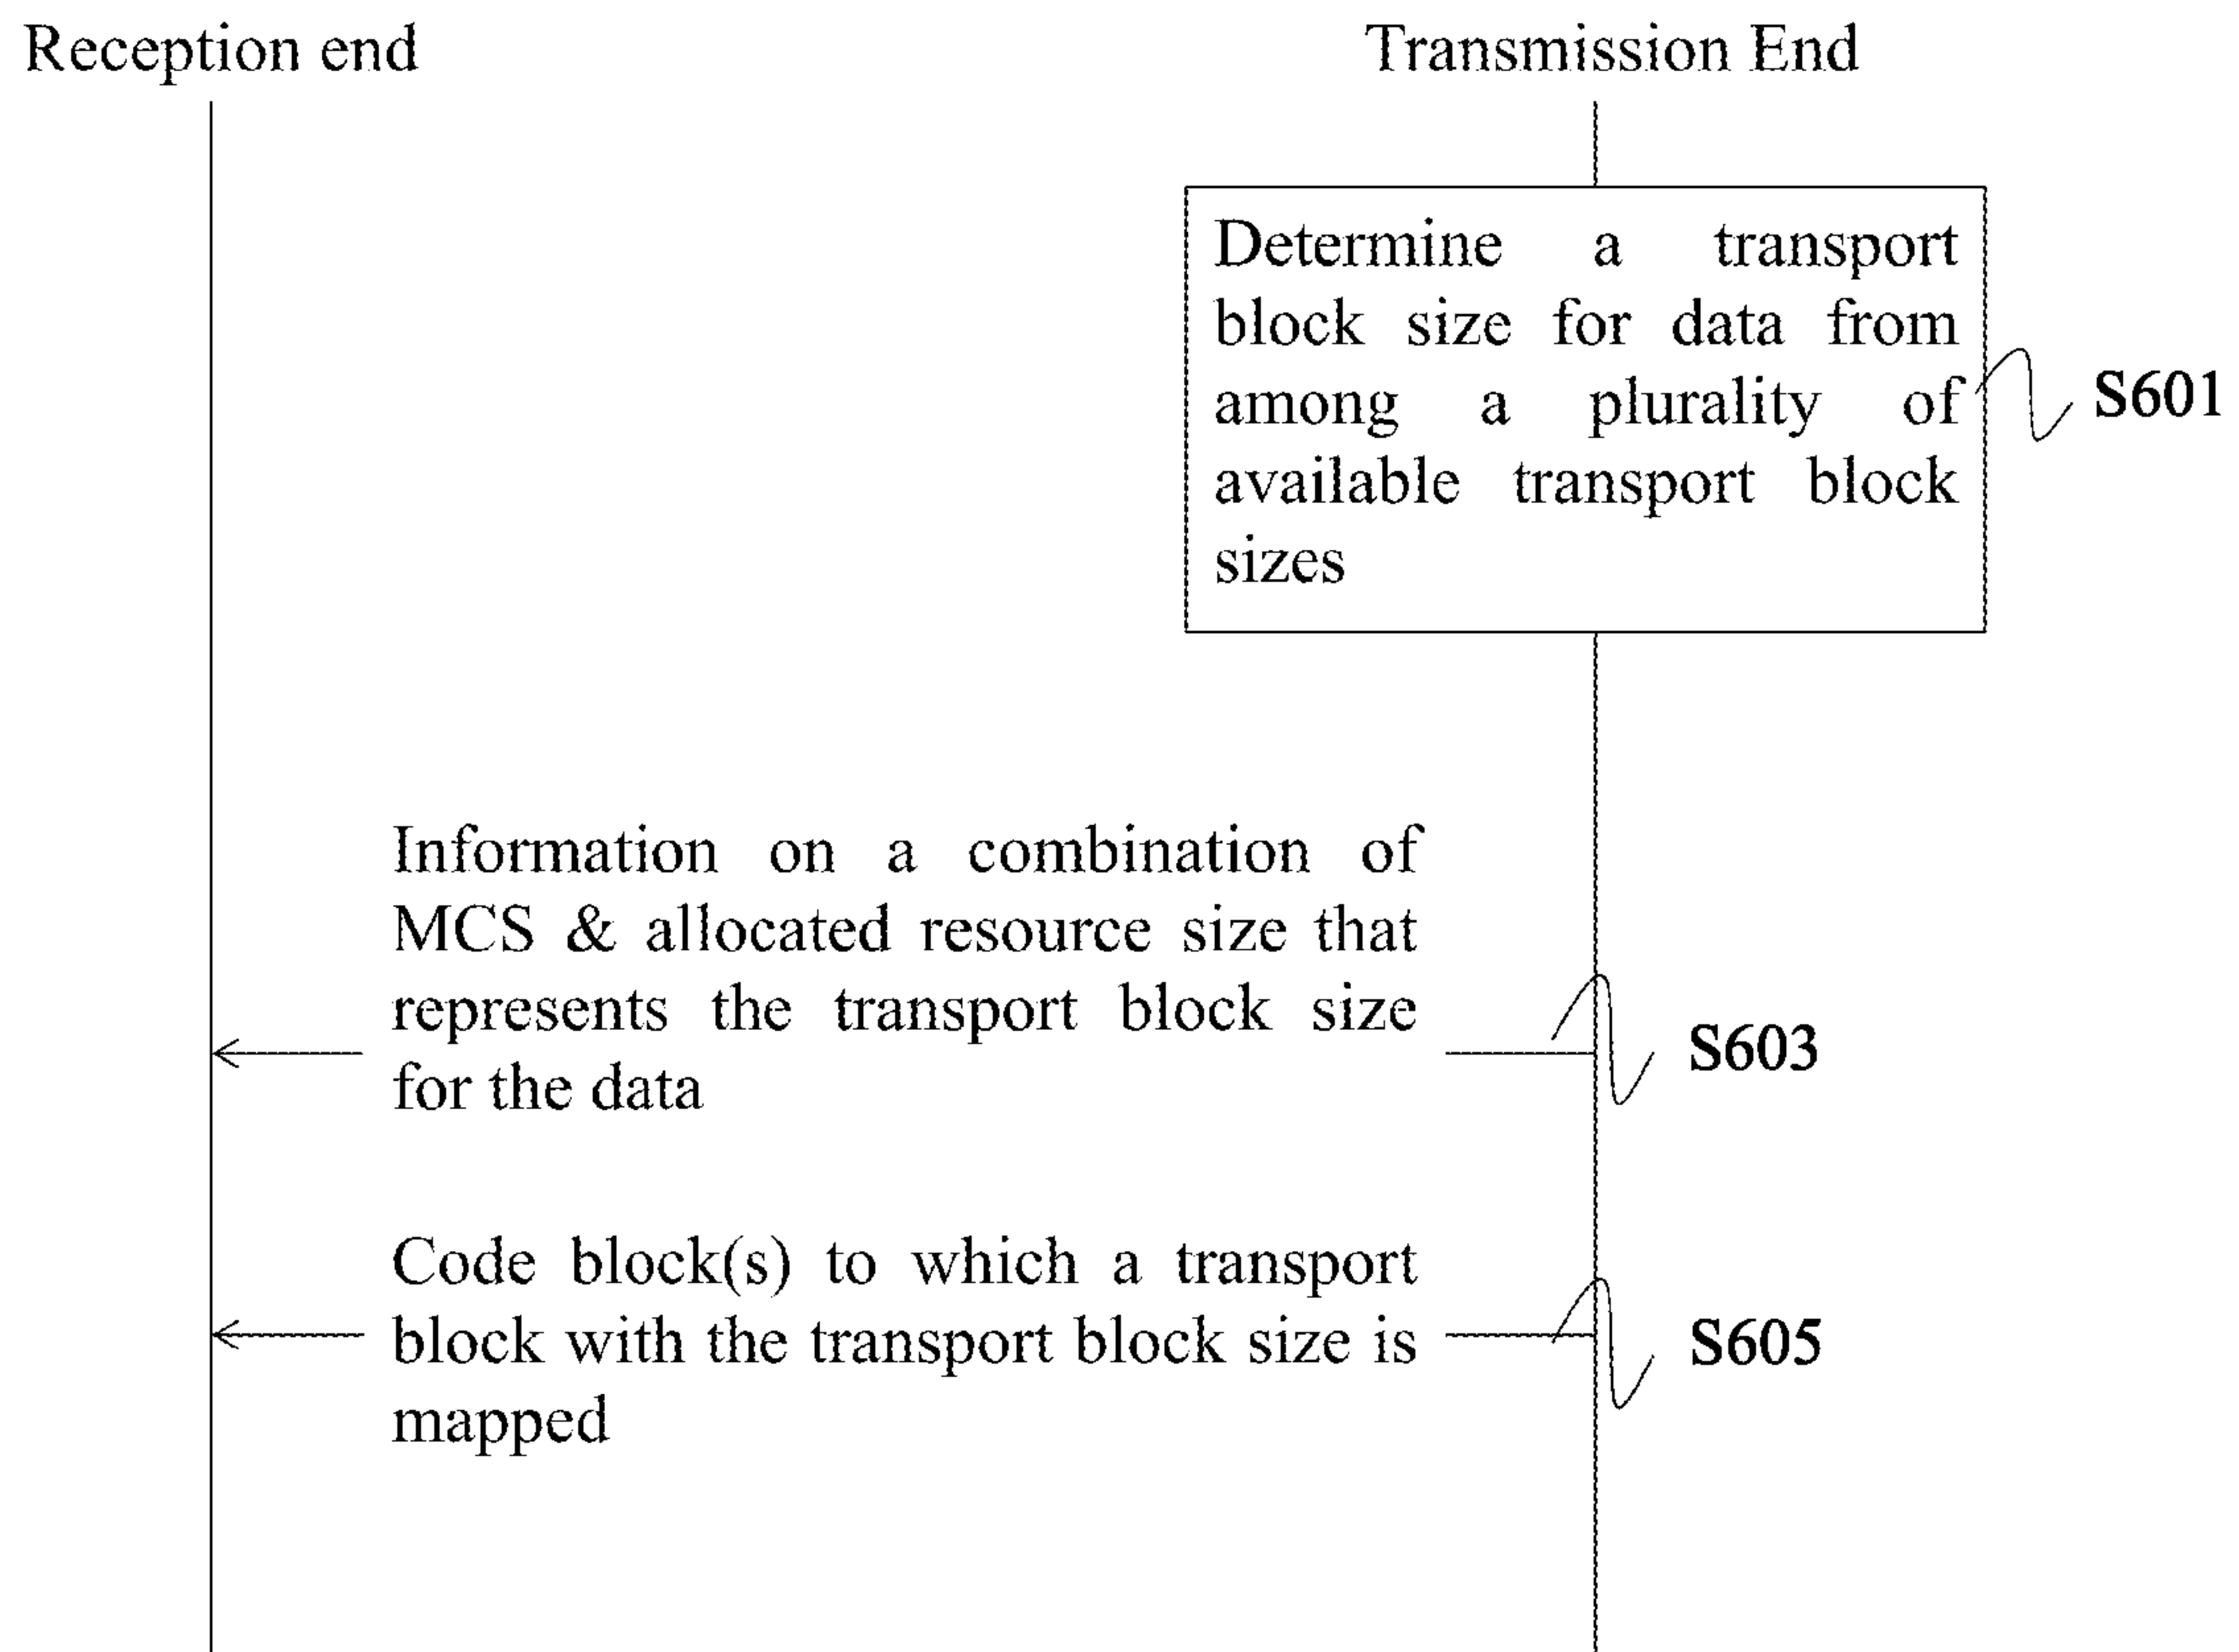 Reception end
Transmission End
Determine a transport
block size for data from
among a plurality of
available transport block
sizes
S601
Information on a combination of
MCS & allocated resource size that
represents the transport block size
for the data
S603
Code block(s) to which a transport
block with the transport block size is
mapped
S605